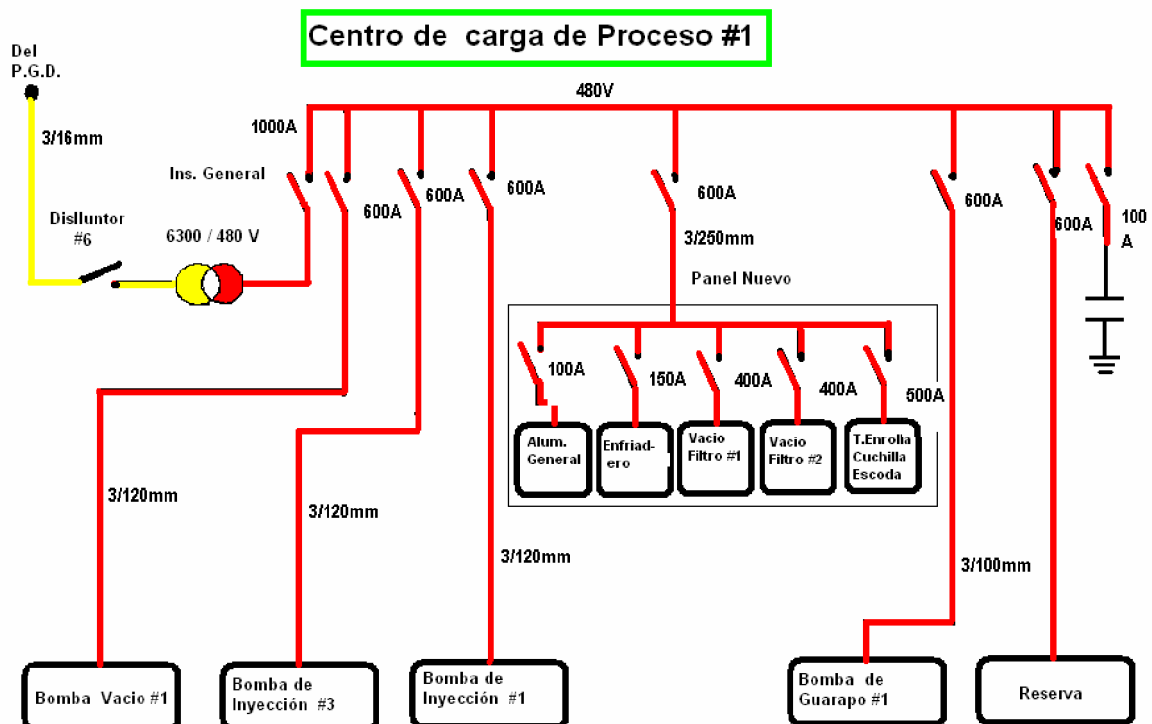 Centro de carga de Proceso #1
Del
P.G.D.
480V
3/16mm
1000A
Ins. General
600A
600A
600A
600A
600A
600A
100
A
Dislluntor
#6
6300 / 480 V
3/250mm
Panel Nuevo
100A
150A
400A
400A
500A
Alum.
General
Enfriad-
ero
Vacio
Filtro #1
Vacio
Filtro #2
T.Enrolla
Cuchilla
Escoda
3/120mm
3/120mm
3/120mm
3/100mm
Bomba Vacio #1
Bomba de
Inyección #3
Bomba de
Inyección #1
Bomba de
Guarapo #1
Reserva